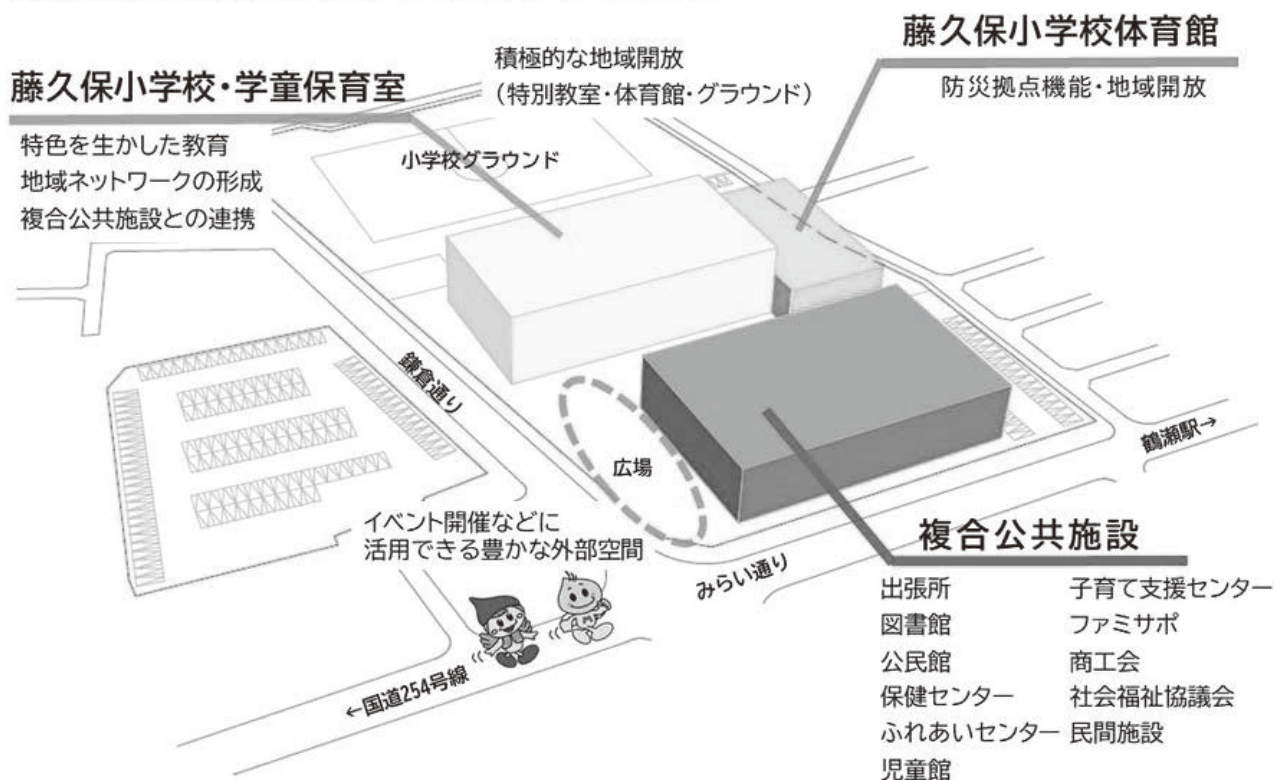 藤久保小学校体育館
防災拠点機能・地域開放
積極的な地域開放
（特別教室・体育館・グラウンド）
藤久保小学校・学童保育室
特色を生かした教育
地域ネットワークの形成
複合公共施設との連携
小学校グラウンド
鎌倉通り
広場
鶴瀬駅→
イベント開催などに
活用できる豊かな外部空間
みらい通り
←国道254号線
複合公共施設
出張所
図書館
公民館
保健センター
ふれあいセンター
児童館
子育て支援センター
ファミサポ
商工会
社会福祉協議会
民間施設